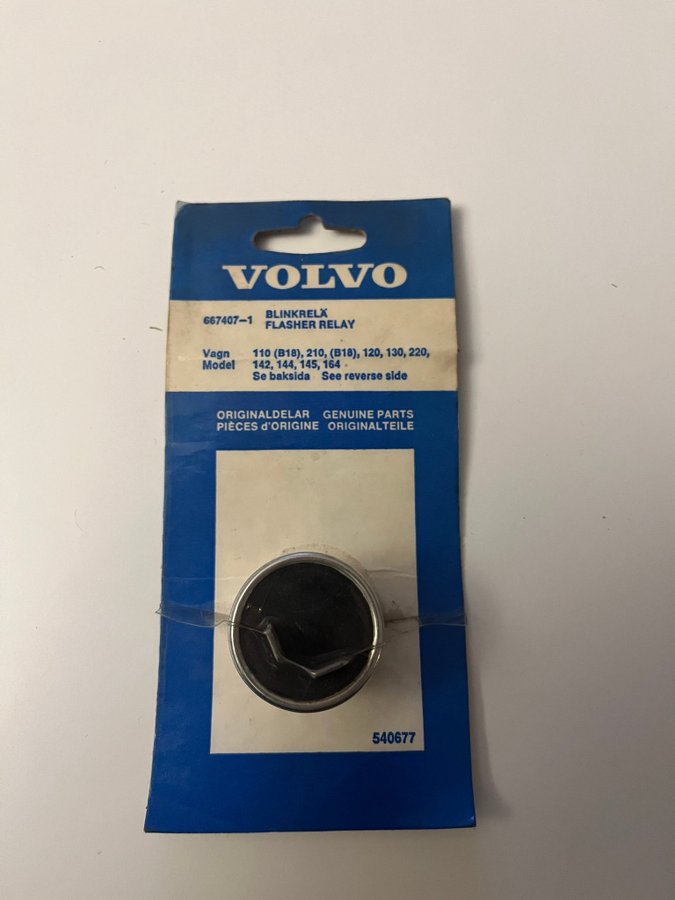 VOLVO
667407-1 BLINKRELÄ
FLASHER RELAY
Vagn 110 (B18), 210, (B18), 120, 130, 220,
Model 142, 144, 145, 164
Se baksida See reverse side
ORIGINALDELAR GENUINE PARTS
PIÈCES d'ORIGINE ORIGINALTEILE
540677